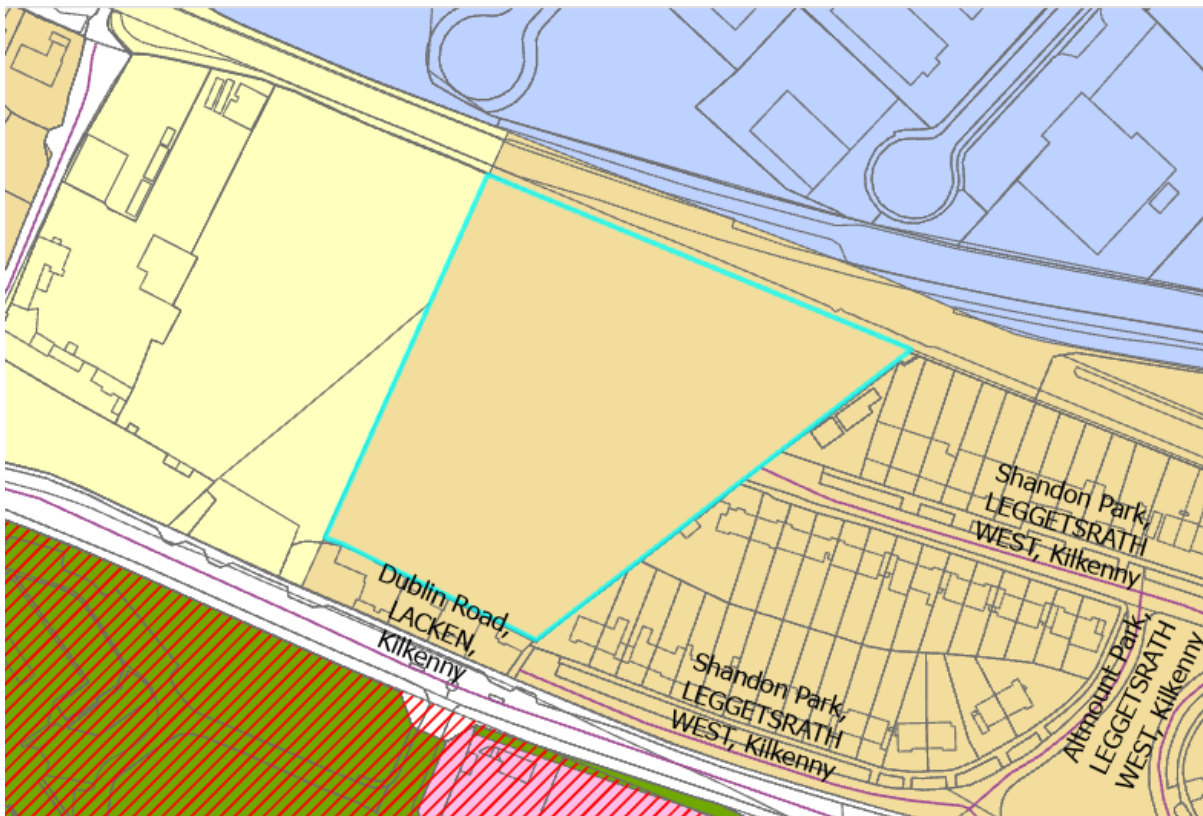 Shandon Park,
LEGGETSRATH
WEST, Kilkenny
Dublin Road,
LACKEN,
Kilkenny
Shandon Park,
LEGGETSRATH
WEST, Kilkenny
Altmount Park,
LEGGETSRATH
WEST, Kilkenny